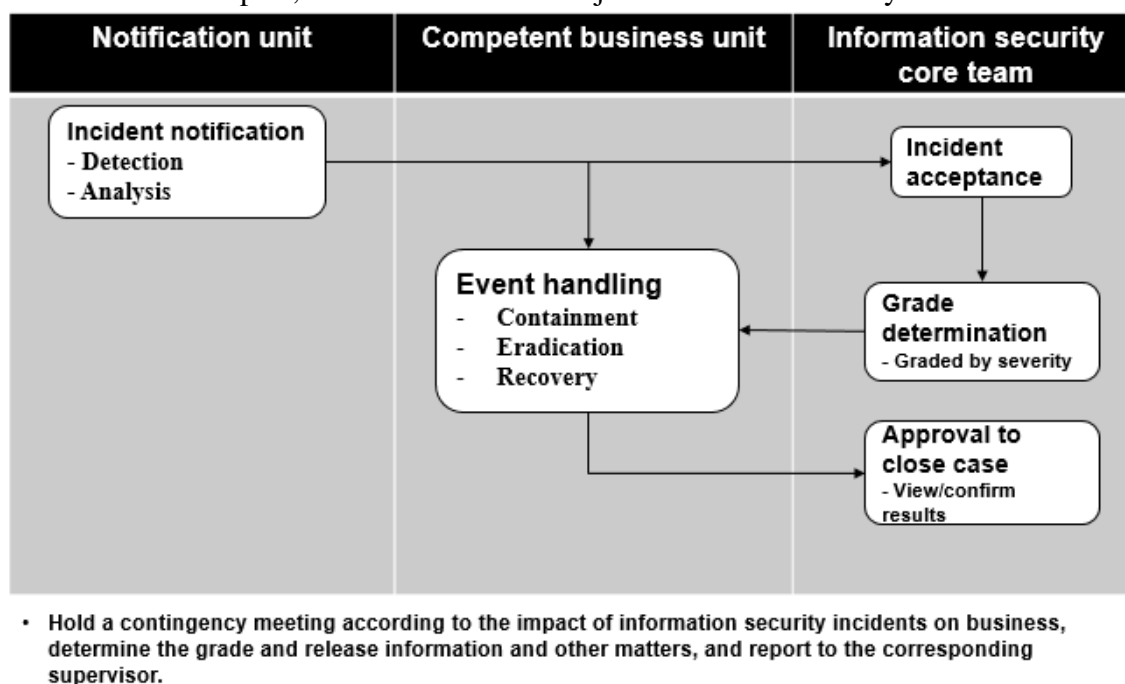 Notification unit
Competent business unit
Information security
core team
Incident notification
- Detection
- Analysis
Incident
acceptance
Event handling
- Containment
- Eradication
- Recovery
Grade
determination
- Graded by severity
Approval to
close case
- View/confirm
results
• Hold a contingency meeting according to the impact of information security incidents on business,
determine the grade and release information and other matters, and report to the corresponding
supervisor.